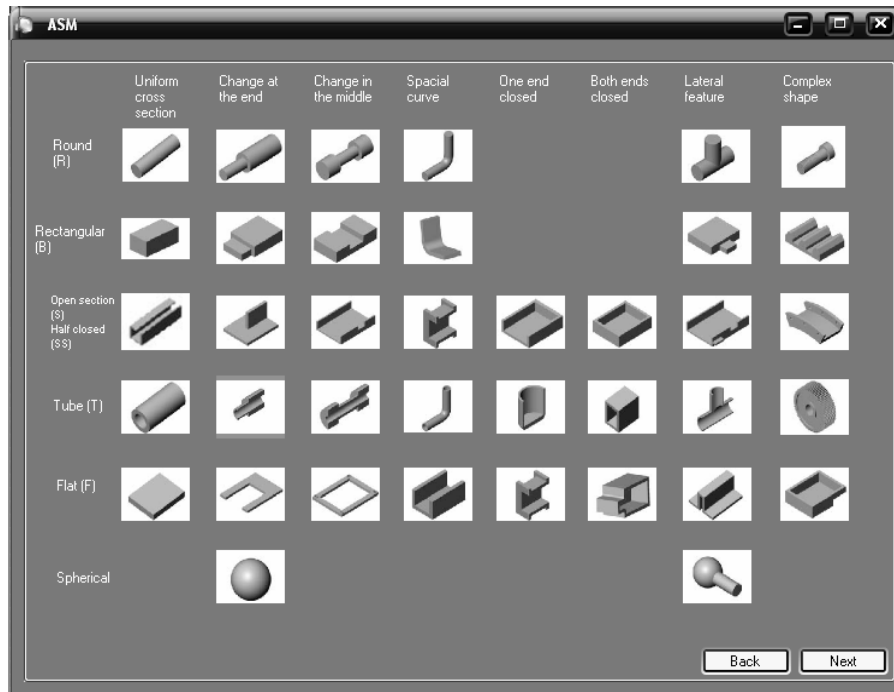 ASM
Uniform
cross
section
Change at
the end
Change in
the middle
Spacial
curve
One end
closed
Both ends
closed
Lateral
feature
Complex
shape
Round
(R)
Rectangular
(B)
Open section
(S)
Half closed
(SS)
Tube (T)
Flat (F)
Spherical
Back
Next